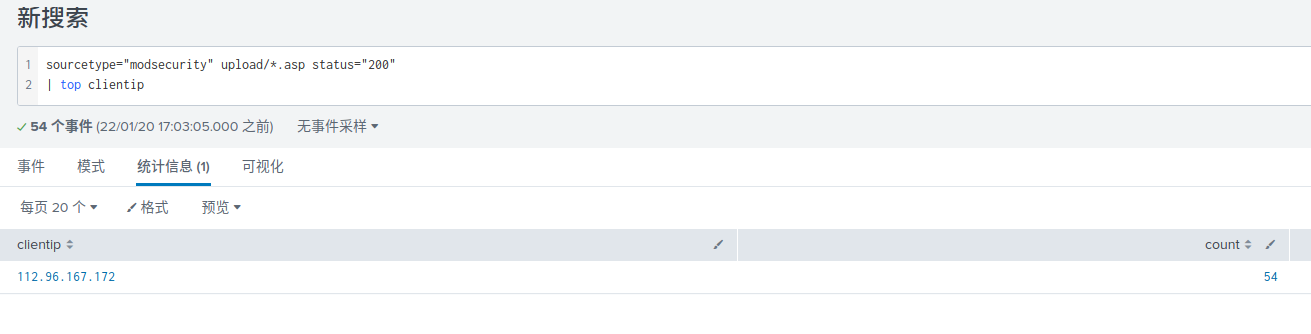 新搜索
1 sourcetype="modsecurity" upload/*.asp status="200"
2 | top clientip
54 个事件 (22/01/20 17:03:05.000 之前) 无事件采样
事件 模式 统计信息 (1) 可视化
每页 20 个 格式 预览
clientip count
112.96.167.172 54